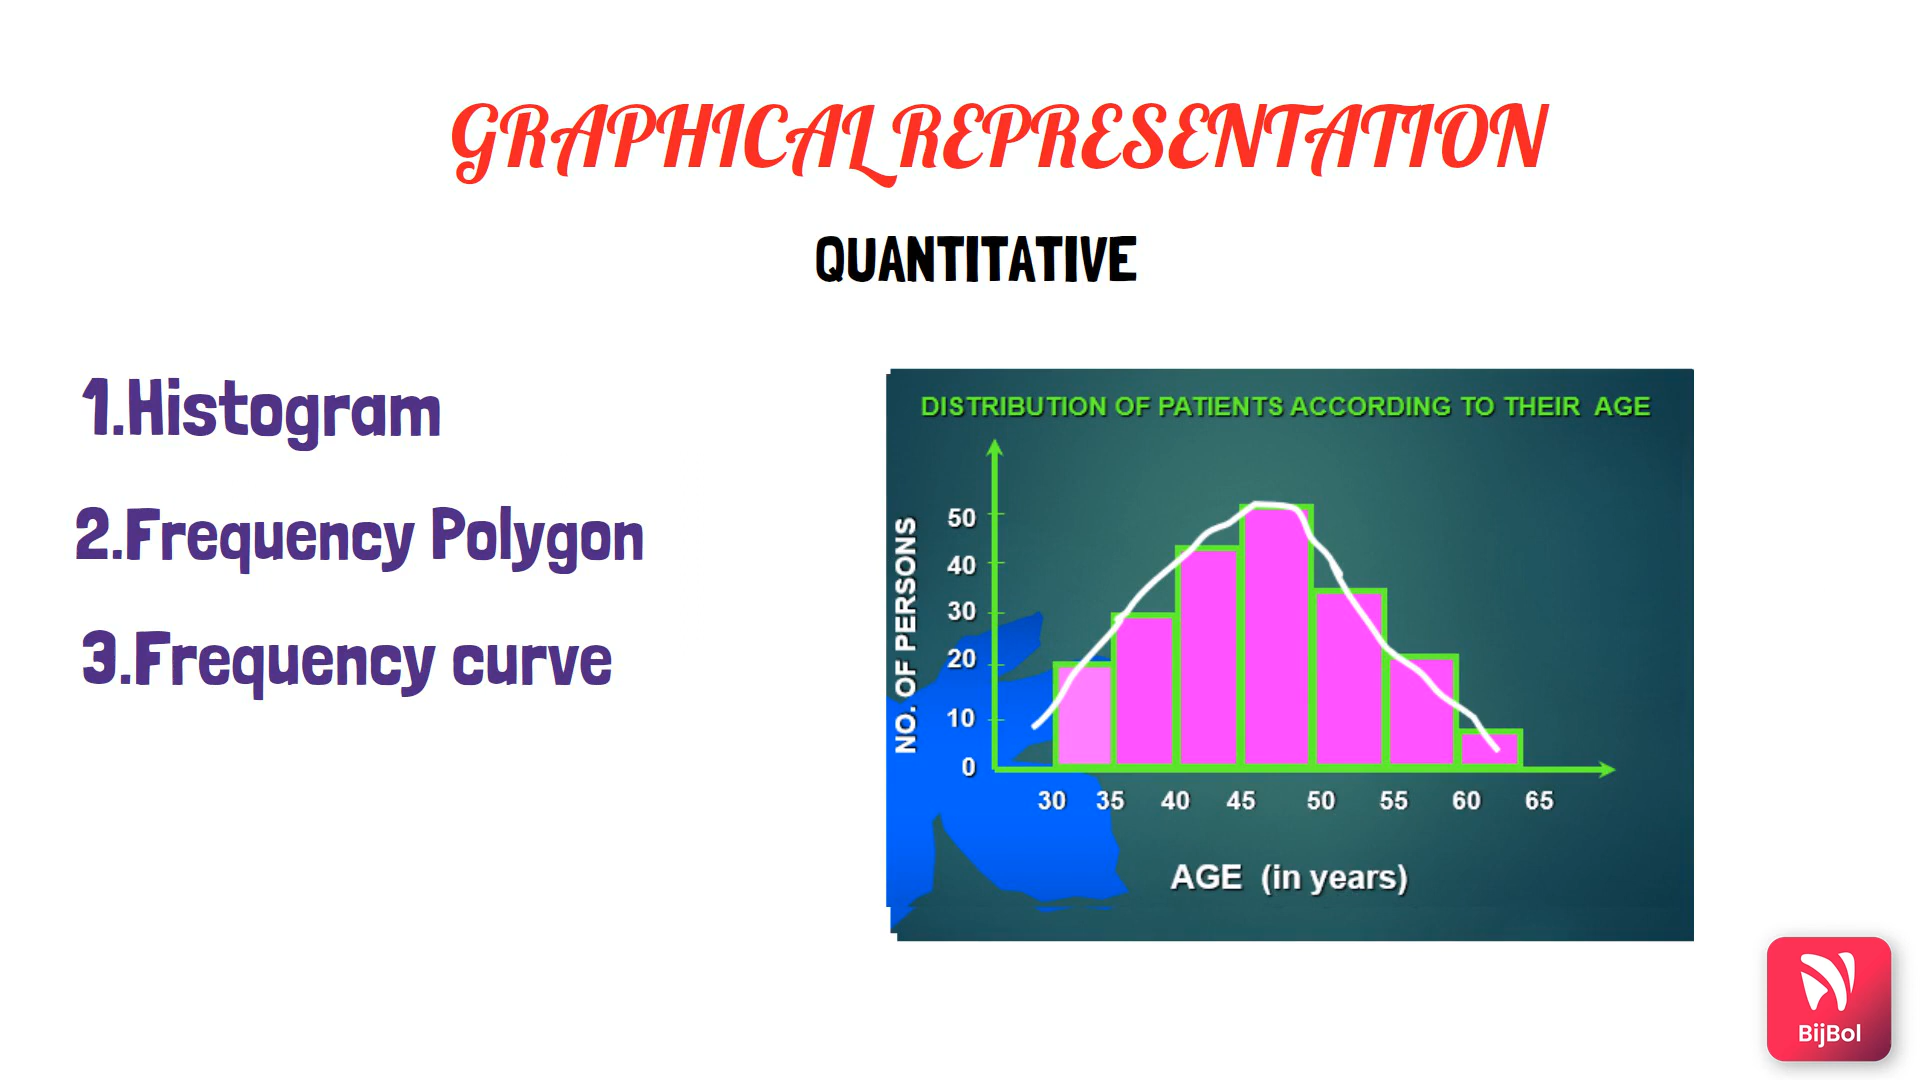 GRAPHICAL REPRESENTATION
QUANTITATIVE
1.Histogram
2.Frequency Polygon
3.Frequency curve
DISTRIBUTION OF PATIENTS ACCORDING TO THEIR AGE
NO. OF PERSONS
50
40
30
20
10
0
30 35 40 45 50 55 60 65
AGE (in years)
BijBol